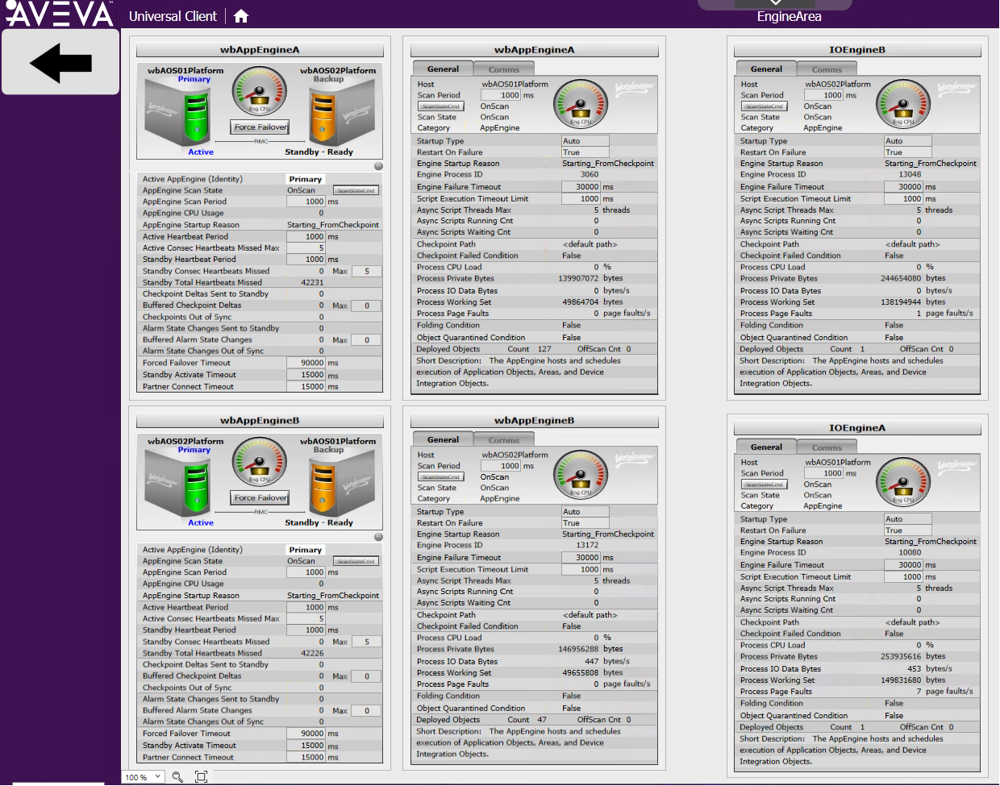 AVEVA
Universal Client
EngineArea
wbAppEngineA
wbAOS01Platform
Primary
wbAOS02Platform
Backup
Wonderware
0
Eng CPU
Wonderware
Force Failover
RMC
Active
Standby - Ready
Active AppEngine (Identity) Primary
AppEngine Scan State OnScan ScanStateCmd
AppEngine Scan Period 1000 ms
AppEngine CPU Usage 0
AppEngine Startup Reason Starting_FromCheckpoint
Active Heartbeat Period 1000 ms
Active Consec Heartbeats Missed Max 5
Standby Heartbeat Period 1000 ms
Standby Consec Heartbeats Missed 0 Max 5
Standby Total Heartbeats Missed 42231
Checkpoint Deltas Sent to Standby 0
Buffered Checkpoint Deltas 0 Max 0
Checkpoints Out of Sync 0
Alarm State Changes Sent to Standby 0
Buffered Alarm State Changes 0 Max 0
Alarm State Changes Out of Sync 0
Forced Failover Timeout 90000 ms
Standby Activate Timeout 15000 ms
Partner Connect Timeout 15000 ms
wbAppEngineA
General Comms
Host wbAOS01Platform
Scan Period 1000 ms
ScanStateCmd OnScan
Scan State OnScan
Category AppEngine
0
Eng CPU
Wonderware
Startup Type Auto
Restart On Failure True
Engine Startup Reason Starting_FromCheckpoint
Engine Process ID 3060
Engine Failure Timeout 30000 ms
Script Execution Timeout Limit 1000 ms
Async Script Threads Max 5 threads
Async Scripts Running Cnt 0
Async Scripts Waiting Cnt 0
Checkpoint Path <default path>
Checkpoint Failed Condition False
Process CPU Load 0 %
Process Private Bytes 139907072 bytes
Process IO Data Bytes 0 bytes/s
Process Working Set 49864704 bytes
Process Page Faults 0 page faults/s
Folding Condition False
Object Quarantined Condition False
Deployed Objects Count 127 OffScan Cnt 0
Short Description: The AppEngine hosts and schedules
execution of Application Objects, Areas, and Device
Integration Objects.
IOEngineB
General Comms
Host wbAOS02Platform
Scan Period 1000 ms
ScanStateCmd OnScan
Scan State OnScan
Category AppEngine
0
Eng CPU
Wonderware
Startup Type Auto
Restart On Failure True
Engine Startup Reason Starting_FromCheckpoint
Engine Process ID 13048
Engine Failure Timeout 30000 ms
Script Execution Timeout Limit 1000 ms
Async Script Threads Max 5 threads
Async Scripts Running Cnt 0
Async Scripts Waiting Cnt 0
Checkpoint Path <default path>
Checkpoint Failed Condition False
Process CPU Load 0 %
Process Private Bytes 244654080 bytes
Process IO Data Bytes 0 bytes/s
Process Working Set 138194944 bytes
Process Page Faults 1 page faults/s
Folding Condition False
Object Quarantined Condition False
Deployed Objects Count 1 OffScan Cnt 0
Short Description: The AppEngine hosts and schedules
execution of Application Objects, Areas, and Device
Integration Objects.
wbAppEngineB
wbAOS02Platform
Primary
wbAOS01Platform
Backup
Wonderware
0
Eng CPU
Wonderware
Force Failover
RMC
Active
Standby - Ready
Active AppEngine (Identity) Primary
AppEngine Scan State OnScan ScanStateCmd
AppEngine Scan Period 1000 ms
AppEngine CPU Usage 0
AppEngine Startup Reason Starting_FromCheckpoint
Active Heartbeat Period 1000 ms
Active Consec Heartbeats Missed Max 5
Standby Heartbeat Period 1000 ms
Standby Consec Heartbeats Missed 0 Max 5
Standby Total Heartbeats Missed 42226
Checkpoint Deltas Sent to Standby 0
Buffered Checkpoint Deltas 0 Max 0
Checkpoints Out of Sync 0
Alarm State Changes Sent to Standby 0
Buffered Alarm State Changes 0 Max 0
Alarm State Changes Out of Sync 0
Forced Failover Timeout 90000 ms
Standby Activate Timeout 15000 ms
Partner Connect Timeout 15000 ms
wbAppEngineB
General Comms
Host wbAOS02Platform
Scan Period 1000 ms
ScanStateCmd OnScan
Scan State OnScan
Category AppEngine
0
Eng CPU
Wonderware
Startup Type Auto
Restart On Failure True
Engine Startup Reason Starting_FromCheckpoint
Engine Process ID 13172
Engine Failure Timeout 30000 ms
Script Execution Timeout Limit 1000 ms
Async Script Threads Max 5 threads
Async Scripts Running Cnt 0
Async Scripts Waiting Cnt 0
Checkpoint Path <default path>
Checkpoint Failed Condition False
Process CPU Load 0 %
Process Private Bytes 146956288 bytes
Process IO Data Bytes 447 bytes/s
Process Working Set 49655808 bytes
Process Page Faults 0 page faults/s
Folding Condition False
Object Quarantined Condition False
Deployed Objects Count 47 OffScan Cnt 0
Short Description: The AppEngine hosts and schedules
execution of Application Objects, Areas, and Device
Integration Objects.
IOEngineA
General Comms
Host wbAOS01Platform
Scan Period 1000 ms
ScanStateCmd OnScan
Scan State OnScan
Category AppEngine
0
Eng CPU
Wonderware
Startup Type Auto
Restart On Failure True
Engine Startup Reason Starting_FromCheckpoint
Engine Process ID 10080
Engine Failure Timeout 30000 ms
Script Execution Timeout Limit 1000 ms
Async Script Threads Max 5 threads
Async Scripts Running Cnt 0
Async Scripts Waiting Cnt 0
Checkpoint Path <default path>
Checkpoint Failed Condition False
Process CPU Load 0 %
Process Private Bytes 253935616 bytes
Process IO Data Bytes 453 bytes/s
Process Working Set 149831680 bytes
Process Page Faults 7 page faults/s
Folding Condition False
Object Quarantined Condition False
Deployed Objects Count 1 OffScan Cnt 0
Short Description: The AppEngine hosts and schedules
execution of Application Objects, Areas, and Device
Integration Objects.
100 %